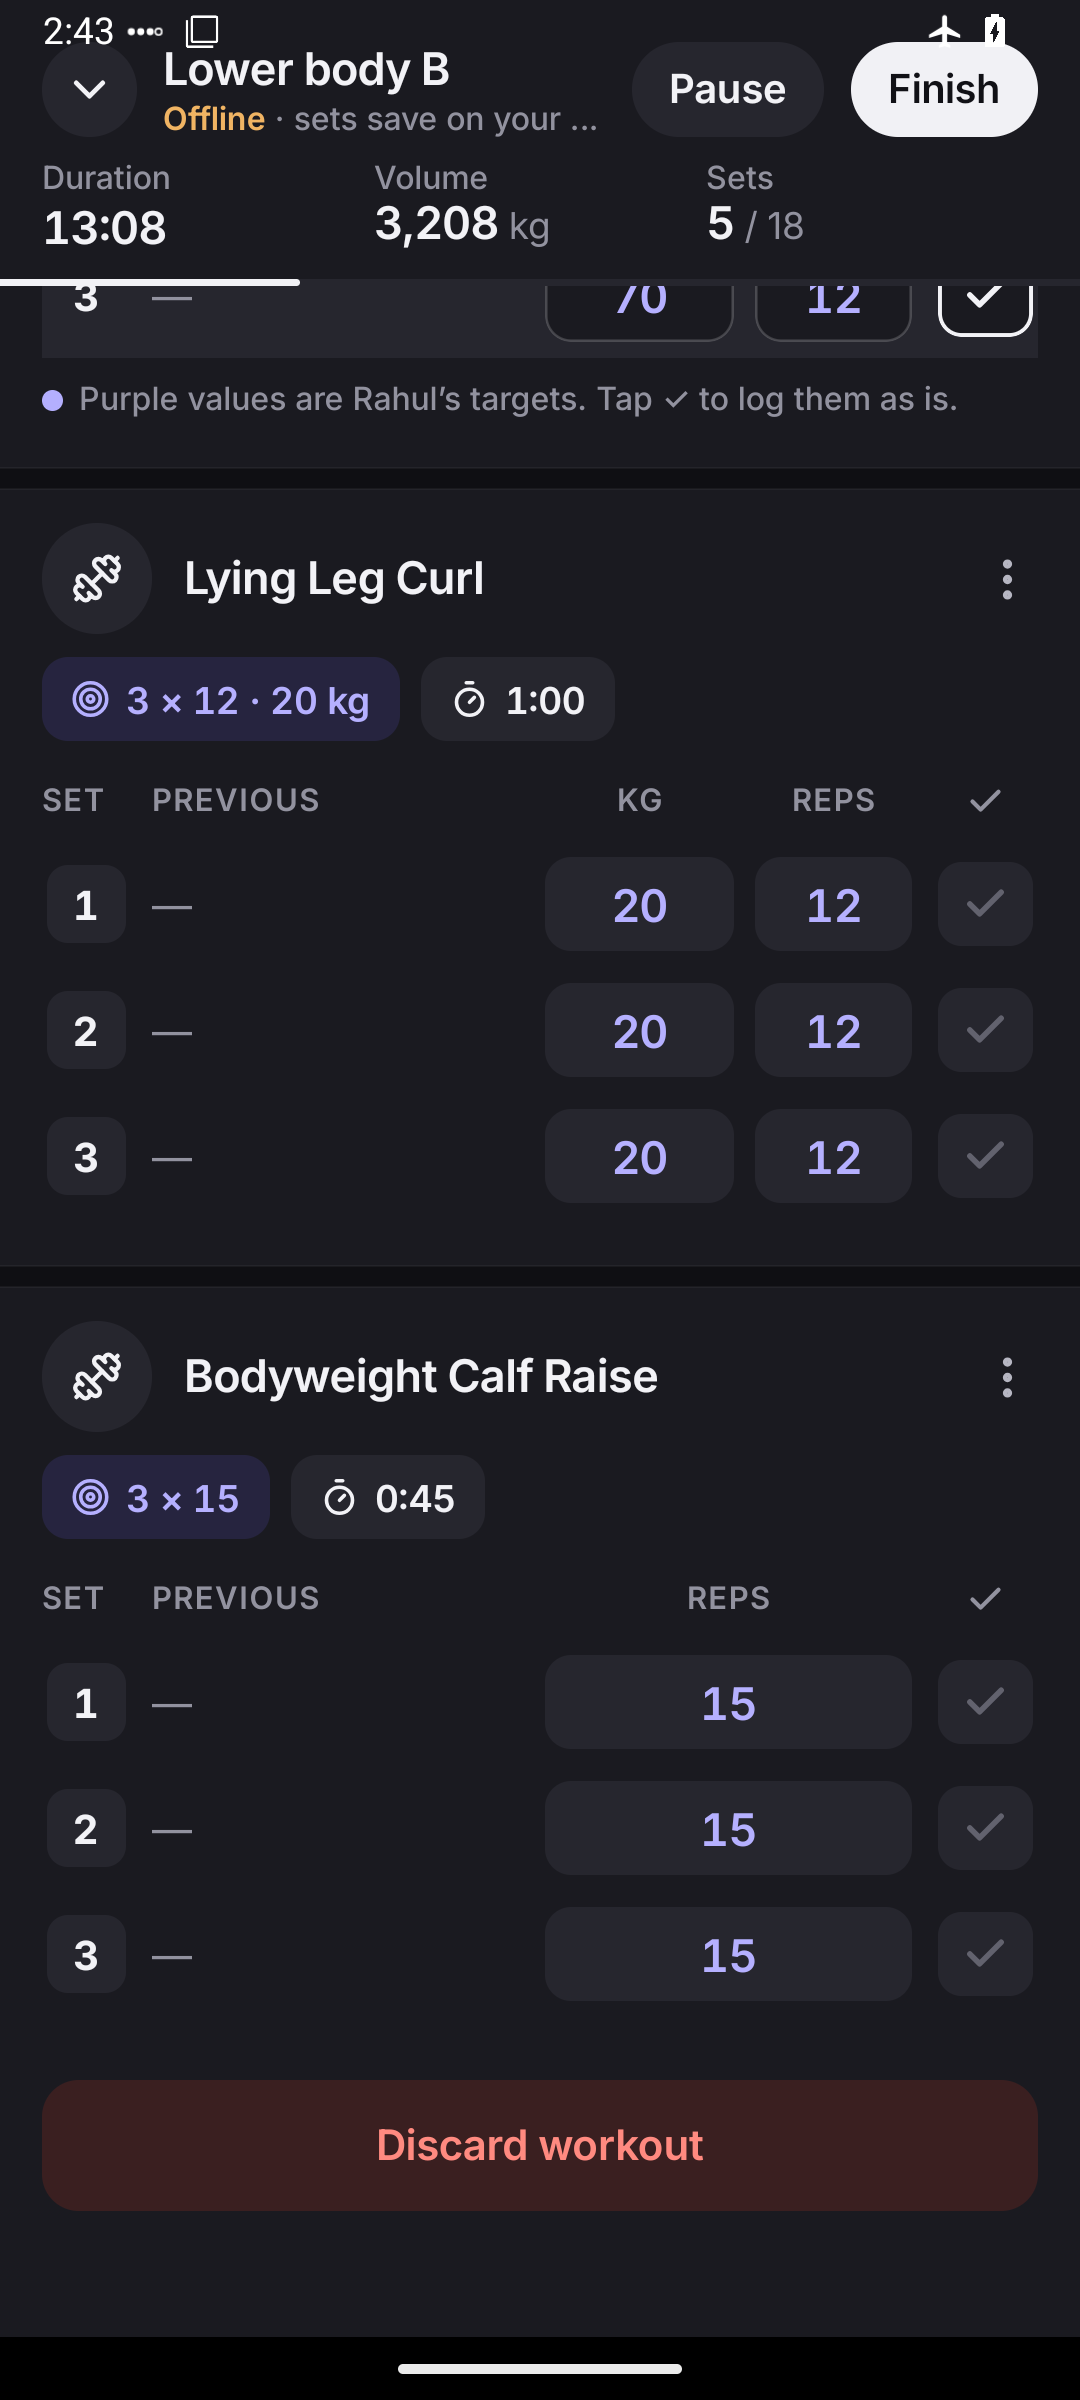 2:43
Lower body B
Offline · sets save on your ...
Pause
Finish
Duration
13:08
Volume
3,208 kg
Sets
5 / 18
3 — 70 12
Purple values are Rahul’s targets. Tap ✓ to log them as is.
Lying Leg Curl
3 × 12 · 20 kg
1:00
SET PREVIOUS KG REPS ✓
1 — 20 12
2 — 20 12
3 — 20 12
Bodyweight Calf Raise
3 × 15
0:45
SET PREVIOUS REPS ✓
1 — 15
2 — 15
3 — 15
Discard workout